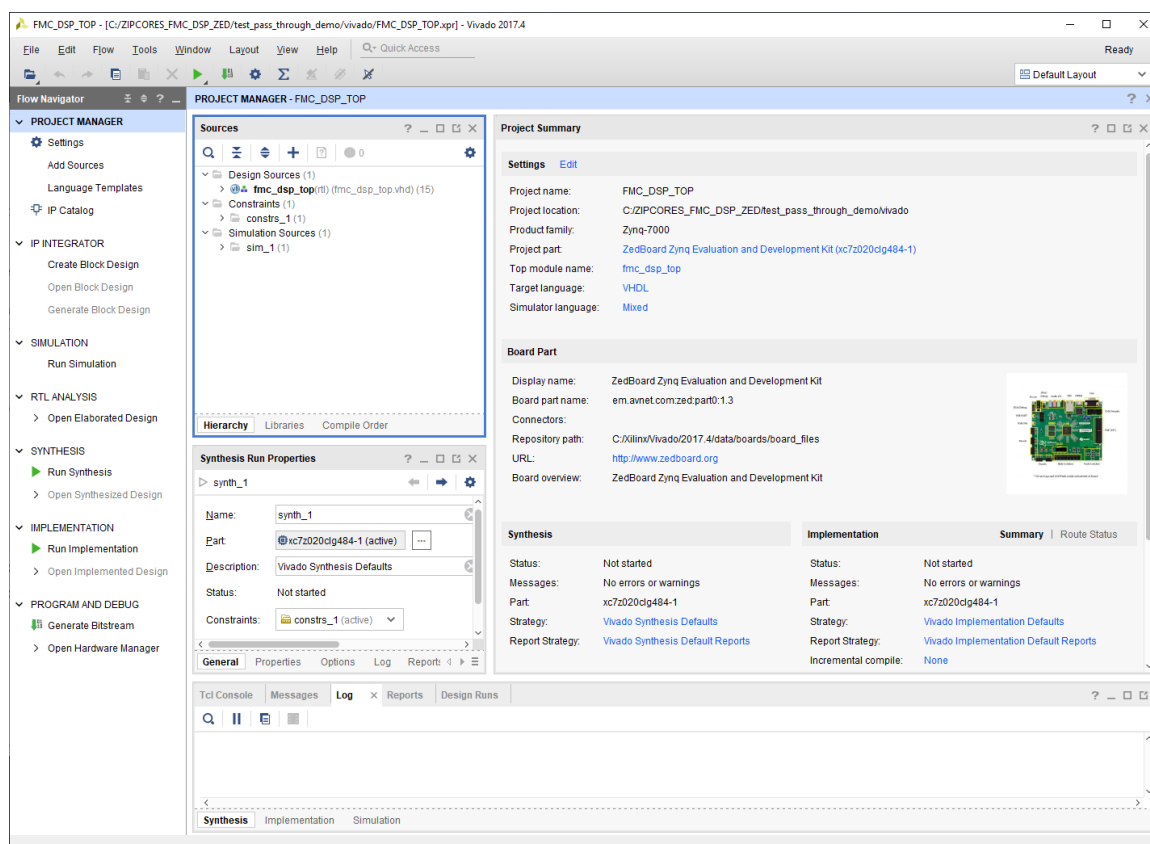 FMC_DSP_TOP - [C:/ZIPCORES_FMC_DSP_ZED/test_pass_through_demo/vivado/FMC_DSP_TOP.xpr] - Vivado 2017.4
File Edit Flow Tools Window Layout View Help Quick Access Ready
Default Layout
Flow Navigator
PROJECT MANAGER
Settings
Add Sources
Language Templates
IP Catalog
IP INTEGRATOR
Create Block Design
Open Block Design
Generate Block Design
SIMULATION
Run Simulation
RTL ANALYSIS
Open Elaborated Design
SYNTHESIS
Run Synthesis
Open Synthesized Design
IMPLEMENTATION
Run Implementation
Open Implemented Design
PROGRAM AND DEBUG
Generate Bitstream
Open Hardware Manager
PROJECT MANAGER - FMC_DSP_TOP
Sources
0
Design Sources (1)
fmc_dsp_top(rtl) (fmc_dsp_top.vhd) (15)
Constraints (1)
constrs_1 (1)
Simulation Sources (1)
sim_1 (1)
Hierarchy Libraries Compile Order
Synthesis Run Properties
synth_1
Name: synth_1
Part: xc7z020clg484-1 (active)
Description: Vivado Synthesis Defaults
Status: Not started
Constraints: constrs_1 (active)
General Properties Options Log Reports
Project Summary
Settings Edit
Project name: FMC_DSP_TOP
Project location: C:/ZIPCORES_FMC_DSP_ZED/test_pass_through_demo/vivado
Product family: Zynq-7000
Project part: ZedBoard Zynq Evaluation and Development Kit (xc7z020clg484-1)
Top module name: fmc_dsp_top
Target language: VHDL
Simulator language: Mixed
Board Part
Display name: ZedBoard Zynq Evaluation and Development Kit
Board part name: em.avnet.com:zed:part0:1.3
Connectors:
Repository path: C:/Xilinx/Vivado/2017.4/data/boards/board_files
URL: http://www.zedboard.org
Board overview: ZedBoard Zynq Evaluation and Development Kit
Synthesis
Status: Not started
Messages: No errors or warnings
Part: xc7z020clg484-1
Strategy: Vivado Synthesis Defaults
Report Strategy: Vivado Synthesis Default Reports
Implementation Summary | Route Status
Status: Not started
Messages: No errors or warnings
Part: xc7z020clg484-1
Strategy: Vivado Implementation Defaults
Report Strategy: Vivado Implementation Default Reports
Incremental compile: None
Tcl Console Messages Log Reports Design Runs
Synthesis Implementation Simulation